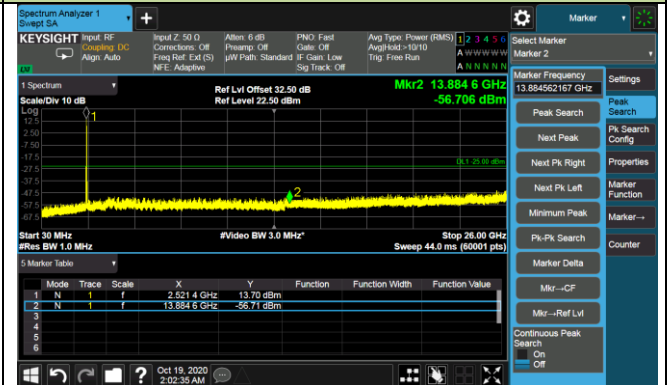 Spectrum Analyzer 1
Swept SA
+
Marker
KEYSIGHT
Input: RF
Coupling: DC
Align: Auto
Input Z: 50 Ω
Corrections: Off
Freq Ref: Ext (S)
NFE: Adaptive
Atten: 6 dB
Preamp: Off
µW Path: Standard
PNO: Fast
Gate: Off
IF Gain: Low
Sig Track: Off
Avg Type: Power (RMS)
Avg|Hold:>10/10
Trig: Free Run
1 2 3 4 5 6
A W W W W W
A N N N N N
Select Marker
Marker 2
1 Spectrum
Scale/Div 10 dB
Ref Lvl Offset 32.50 dB
Ref Level 22.50 dBm
Mkr2 13.884 6 GHz
-56.706 dBm
Log
12.5
2.50
-7.50
-17.5
-27.5
-37.5
-47.5
-57.5
-67.5
1
2
DL1 -25.00 dBm
Start 30 MHz
#Res BW 1.0 MHz
#Video BW 3.0 MHz*
Stop 26.00 GHz
Sweep 44.0 ms (60001 pts)
Marker Frequency
13.884562167 GHz
Peak Search
Next Peak
Next Pk Right
Next Pk Left
Minimum Peak
Pk-Pk Search
Marker Delta
Mkr→CF
Mkr→Ref Lvl
Continuous Peak
Search
On
Off
Settings
Peak
Search
Pk Search
Config
Properties
Marker
Function
Marker→
Counter
5 Marker Table
Mode Trace Scale X Y Function Function Width Function Value
1 N 1 f 2.521 4 GHz 13.70 dBm
2 N 1 f 13.884 6 GHz -56.71 dBm
3
4
5
6
?
Oct 19, 2020
2:02:35 AM